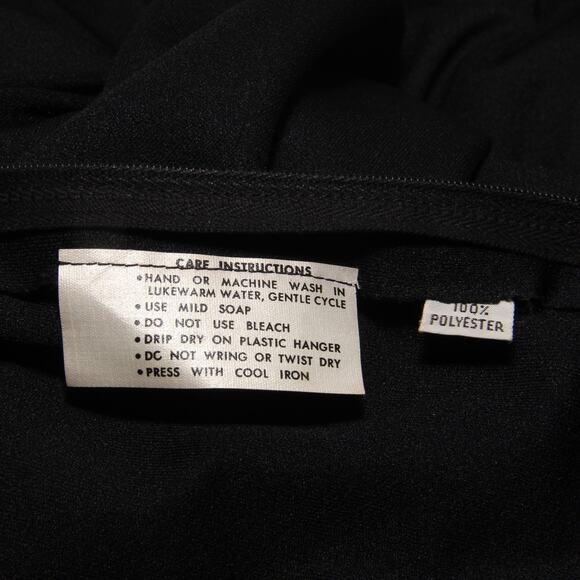 CARE INSTRUCTIONS
• HAND OR MACHINE WASH IN
LUKEWARM WATER, GENTLE CYCLE
• USE MILD SOAP
• DO NOT USE BLEACH
• DRIP DRY ON PLASTIC HANGER
• DO NOT WRING OR TWIST DRY
• PRESS WITH COOL IRON
100%
POLYESTER